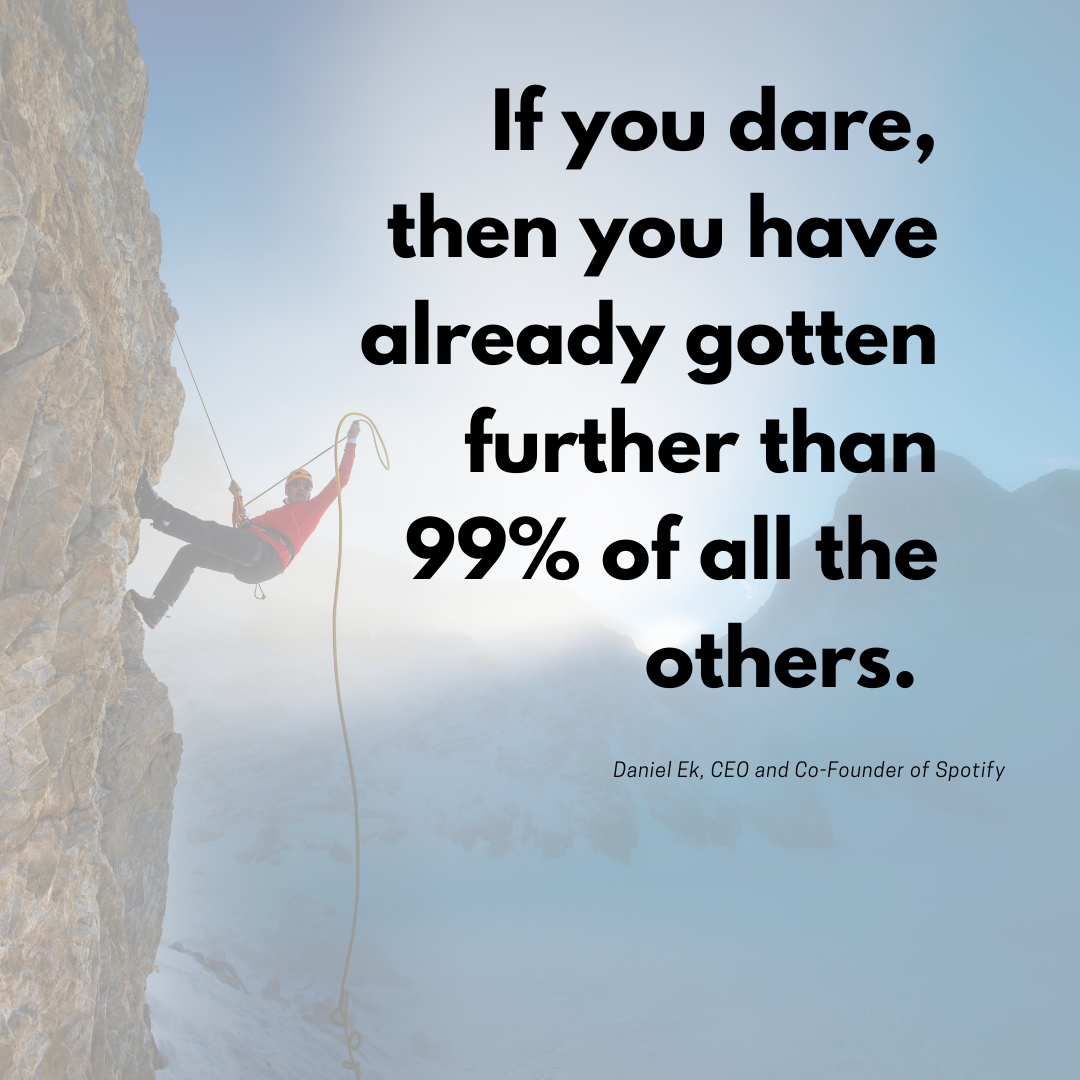 If you dare,
then you have
already gotten
further than
99% of all the
others.
Daniel Ek, CEO and Co-Founder of Spotify